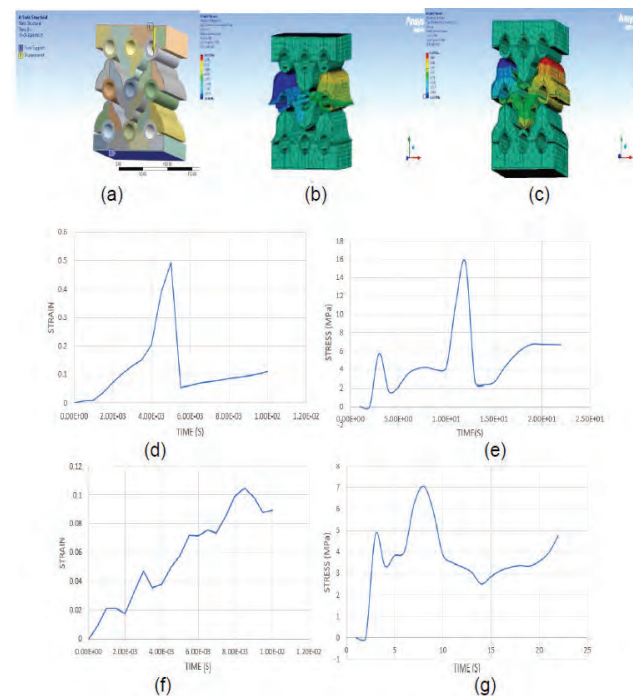 Ansys
(a)
(b)
(c)
STRAIN
0.6
0.5
0.4
0.3
0.2
0.1
0
0.00E+00 2.00E-03 4.00E-03 6.00E-03 8.00E-03 1.00E-02 1.20E-02
TIME (S)
(d)
STRESS (MPa)
18
16
14
12
10
8
6
4
2
0
0.00E+00 5.00E+00 1.00E+01 1.50E+01 2.00E+01 2.50E+01
TIME(S)
(e)
STRAIN
0.12
0.1
0.08
0.06
0.04
0.02
0
0.00E+00 2.00E-03 4.00E-03 6.00E-03 8.00E-03 1.00E-02 1.20E-02
TIME (S)
(f)
STRESS (MPa)
8
7
6
5
4
3
2
1
0
-1
0 5 10 15 20 25
TIME (S)
(g)